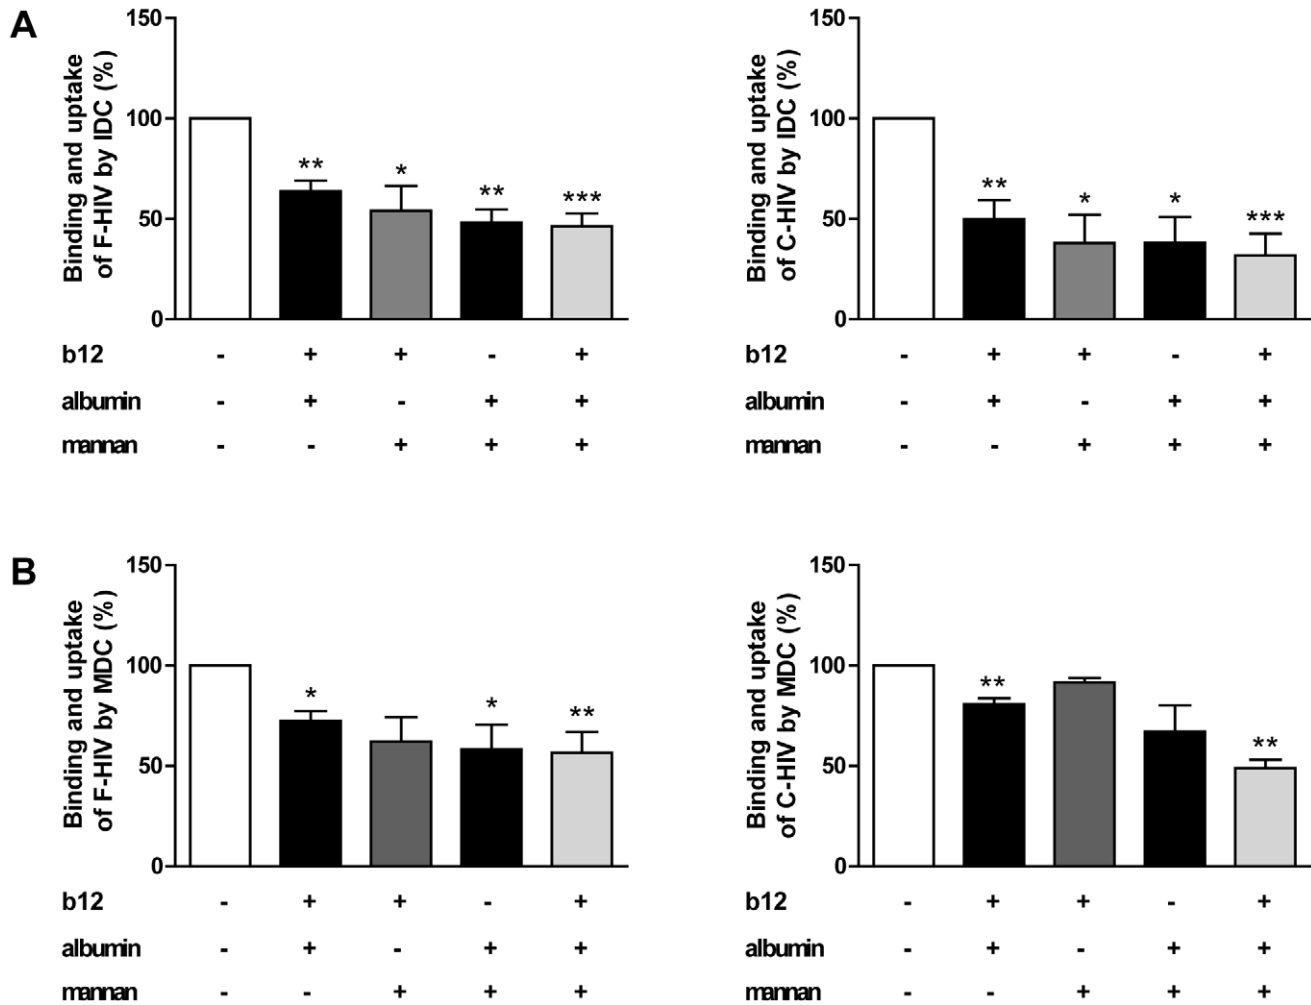 A
Binding and uptake
of F-HIV by IDC (%)
150
100
50
0
** * ** ***
b12 - + + - +
albumin - + - + +
mannan - - + + +
Binding and uptake
of C-HIV by IDC (%)
150
100
50
0
** * * ***
b12 - + + - +
albumin - + - + +
mannan - - + + +
B
Binding and uptake
of F-HIV by MDC (%)
150
100
50
0
* * **
b12 - + + - +
albumin - + - + +
mannan - - + + +
Binding and uptake
of C-HIV by MDC (%)
150
100
50
0
** **
b12 - + + - +
albumin - + - + +
mannan - - + + +